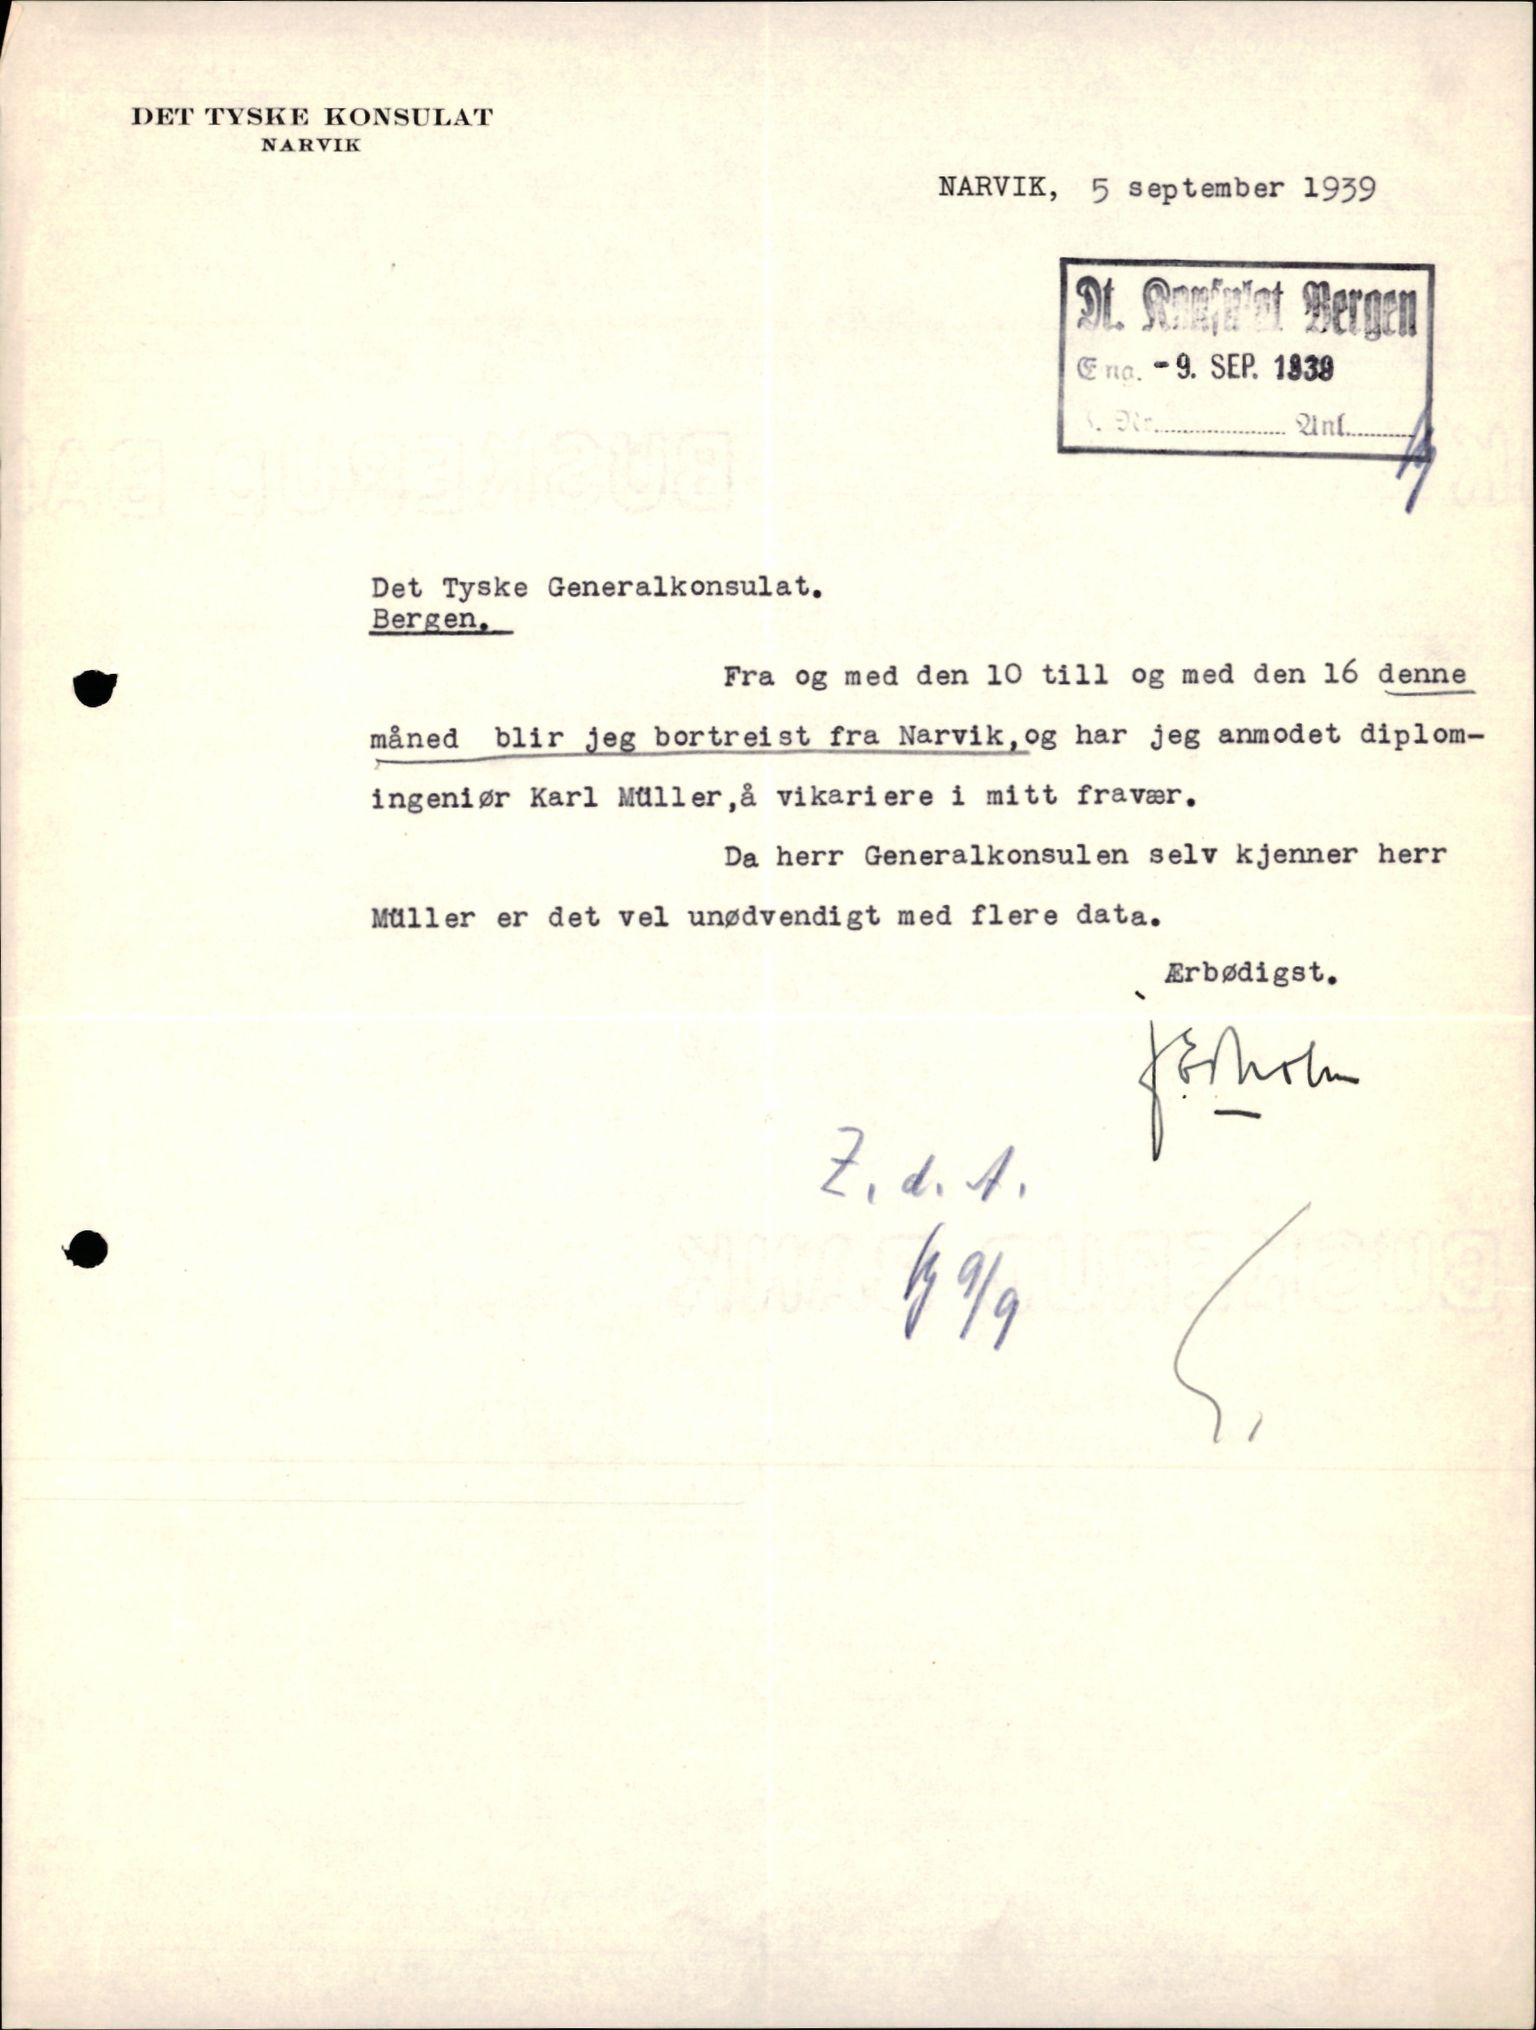 DET TYSKE KONSULAT
NARVIK
NARVIK, 5 september 1939
Dt. Konsulat Bergen
Eng. -9. SEP. 1939
Nr. Anl.
Det Tyske Generalkonsulat.
Bergen.
Fra og med den 10 till og med den 16 denne
måned blir jeg bortreist fra Narvik,og har jeg anmodet diplom-
ingeniør Karl Müller,å vikariere i mitt fravær.
Da herr Generalkonsulen selv kjenner herr
Müller er det vel unødvendigt med flere data.
Ærbødigst.
Z. d. A.
9/9